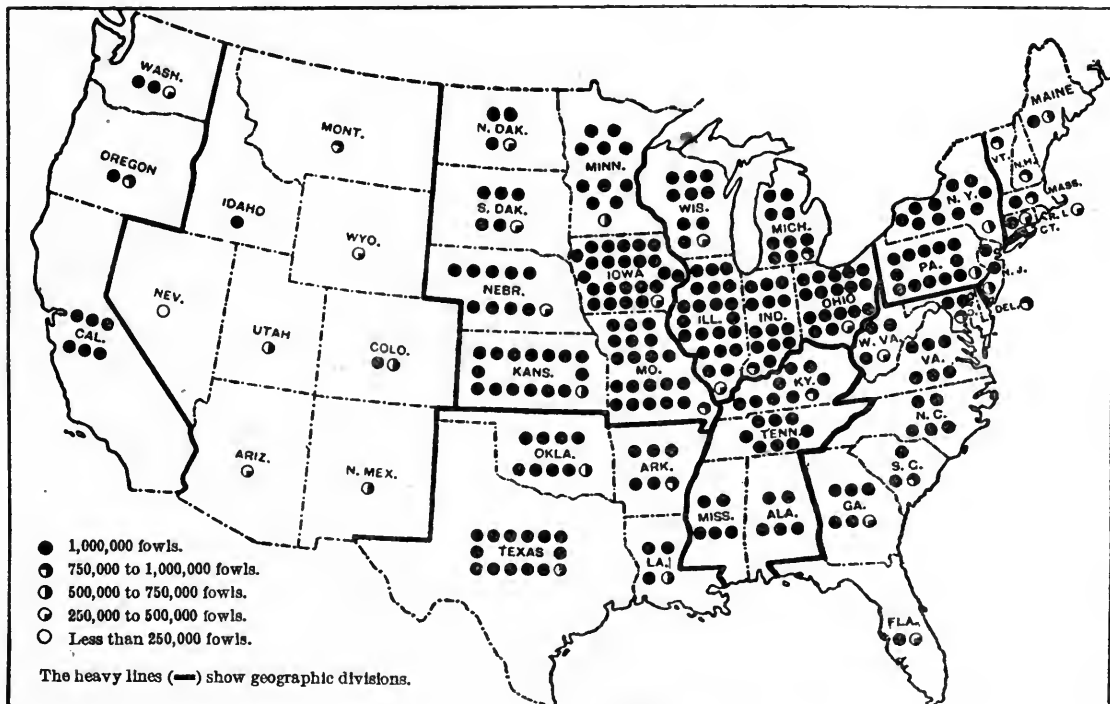 WASH.
MONT.
N. DAK.
MINN.
MAINE
OREGON
IDAHO
WYO.
S. DAK.
WIS.
MICH.
N. Y.
VT.
N.H.
MASS.
R. I.
CT.
NEV.
UTAH
COLO.
NEBR.
IOWA
ILL.
IND.
OHIO
PA.
N. J.
DEL.
CAL.
KANS.
MO.
KY.
W. VA.
VA.
ARIZ.
N. MEX.
OKLA.
ARK.
TENN.
N. C.
S. C.
TEXAS
LA.
MISS.
ALA.
GA.
FLA.
1,000,000 fowls.
750,000 to 1,000,000 fowls.
500,000 to 750,000 fowls.
250,000 to 500,000 fowls.
Less than 250,000 fowls.
The heavy lines (━) show geographic divisions.